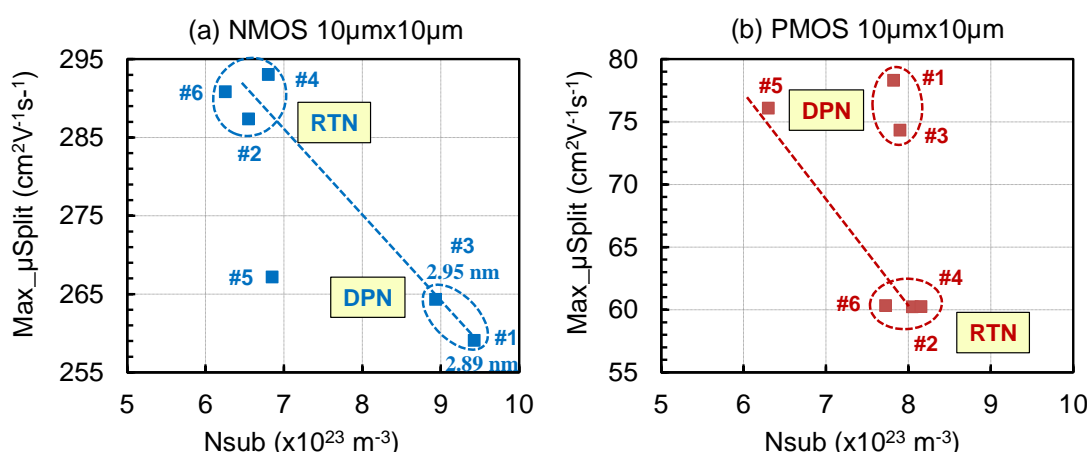 (a) NMOS 10µmx10µm
Max_µSplit (cm²V⁻¹s⁻¹)
295
285
275
265
255
5 6 7 8 9 10
Nsub (x10²³ m⁻³)
#6
#4
#2
RTN
#5
#3
2.95 nm
DPN
#1
2.89 nm
(b) PMOS 10µmx10µm
Max_µSplit (cm²V⁻¹s⁻¹)
80
75
70
65
60
55
5 6 7 8 9 10
Nsub (x10²³ m⁻³)
#5
DPN
#1
#3
#4
#6
#2
RTN